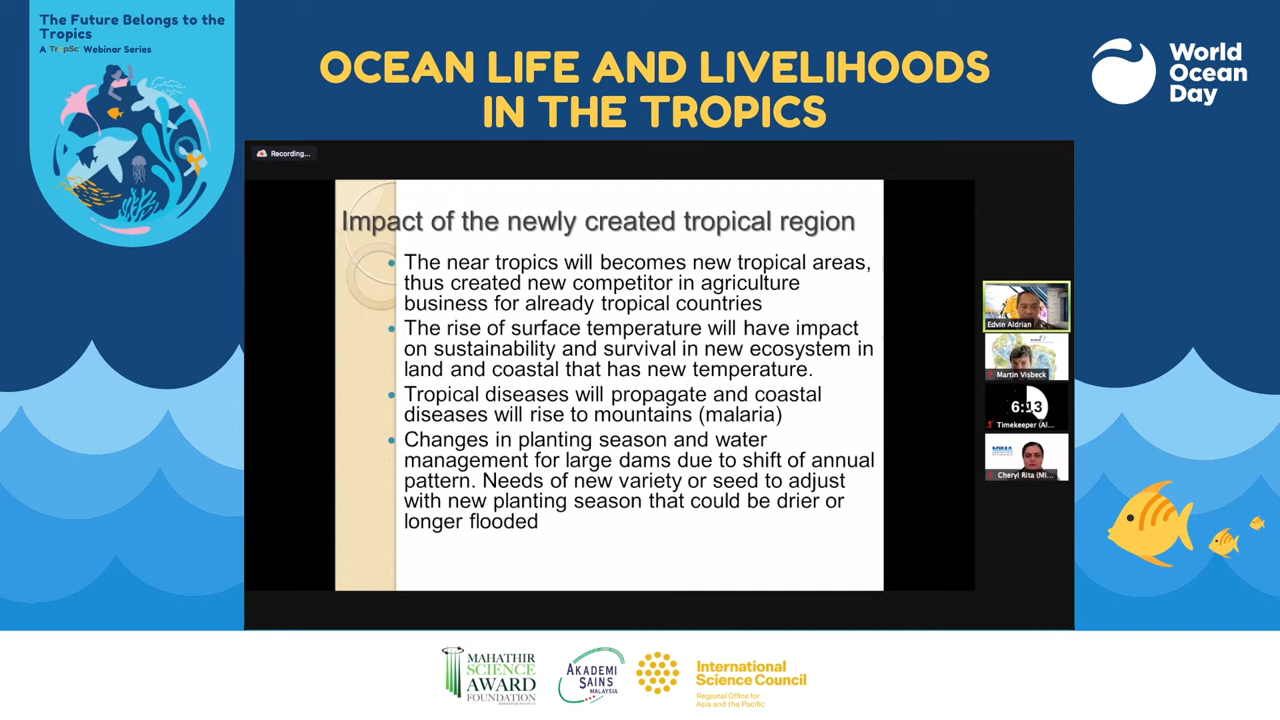 The Future Belongs to the
Tropics
A TropSc Webinar Series
OCEAN LIFE AND LIVELIHOODS
IN THE TROPICS
World
Ocean
Day
Recording...
Impact of the newly created tropical region
The near tropics will becomes new tropical areas,
thus created new competitor in agriculture
business for already tropical countries
The rise of surface temperature will have impact
on sustainability and survival in new ecosystem in
land and coastal that has new temperature.
Tropical diseases will propagate and coastal
diseases will rise to mountains (malaria)
Changes in planting season and water
management for large dams due to shift of annual
pattern. Needs of new variety or seed to adjust
with new planting season that could be drier or
longer flooded
Edvin Aldrian
Martin Visbeck
6:13
Timekeeper (Al...
MIMA
Cheryl Rita (MI...
MAHATHIR
SCIENCE
AWARD
FOUNDATION
AKADEMI
SAINS
MALAYSIA
International
Science Council
Regional Office for
Asia and the Pacific